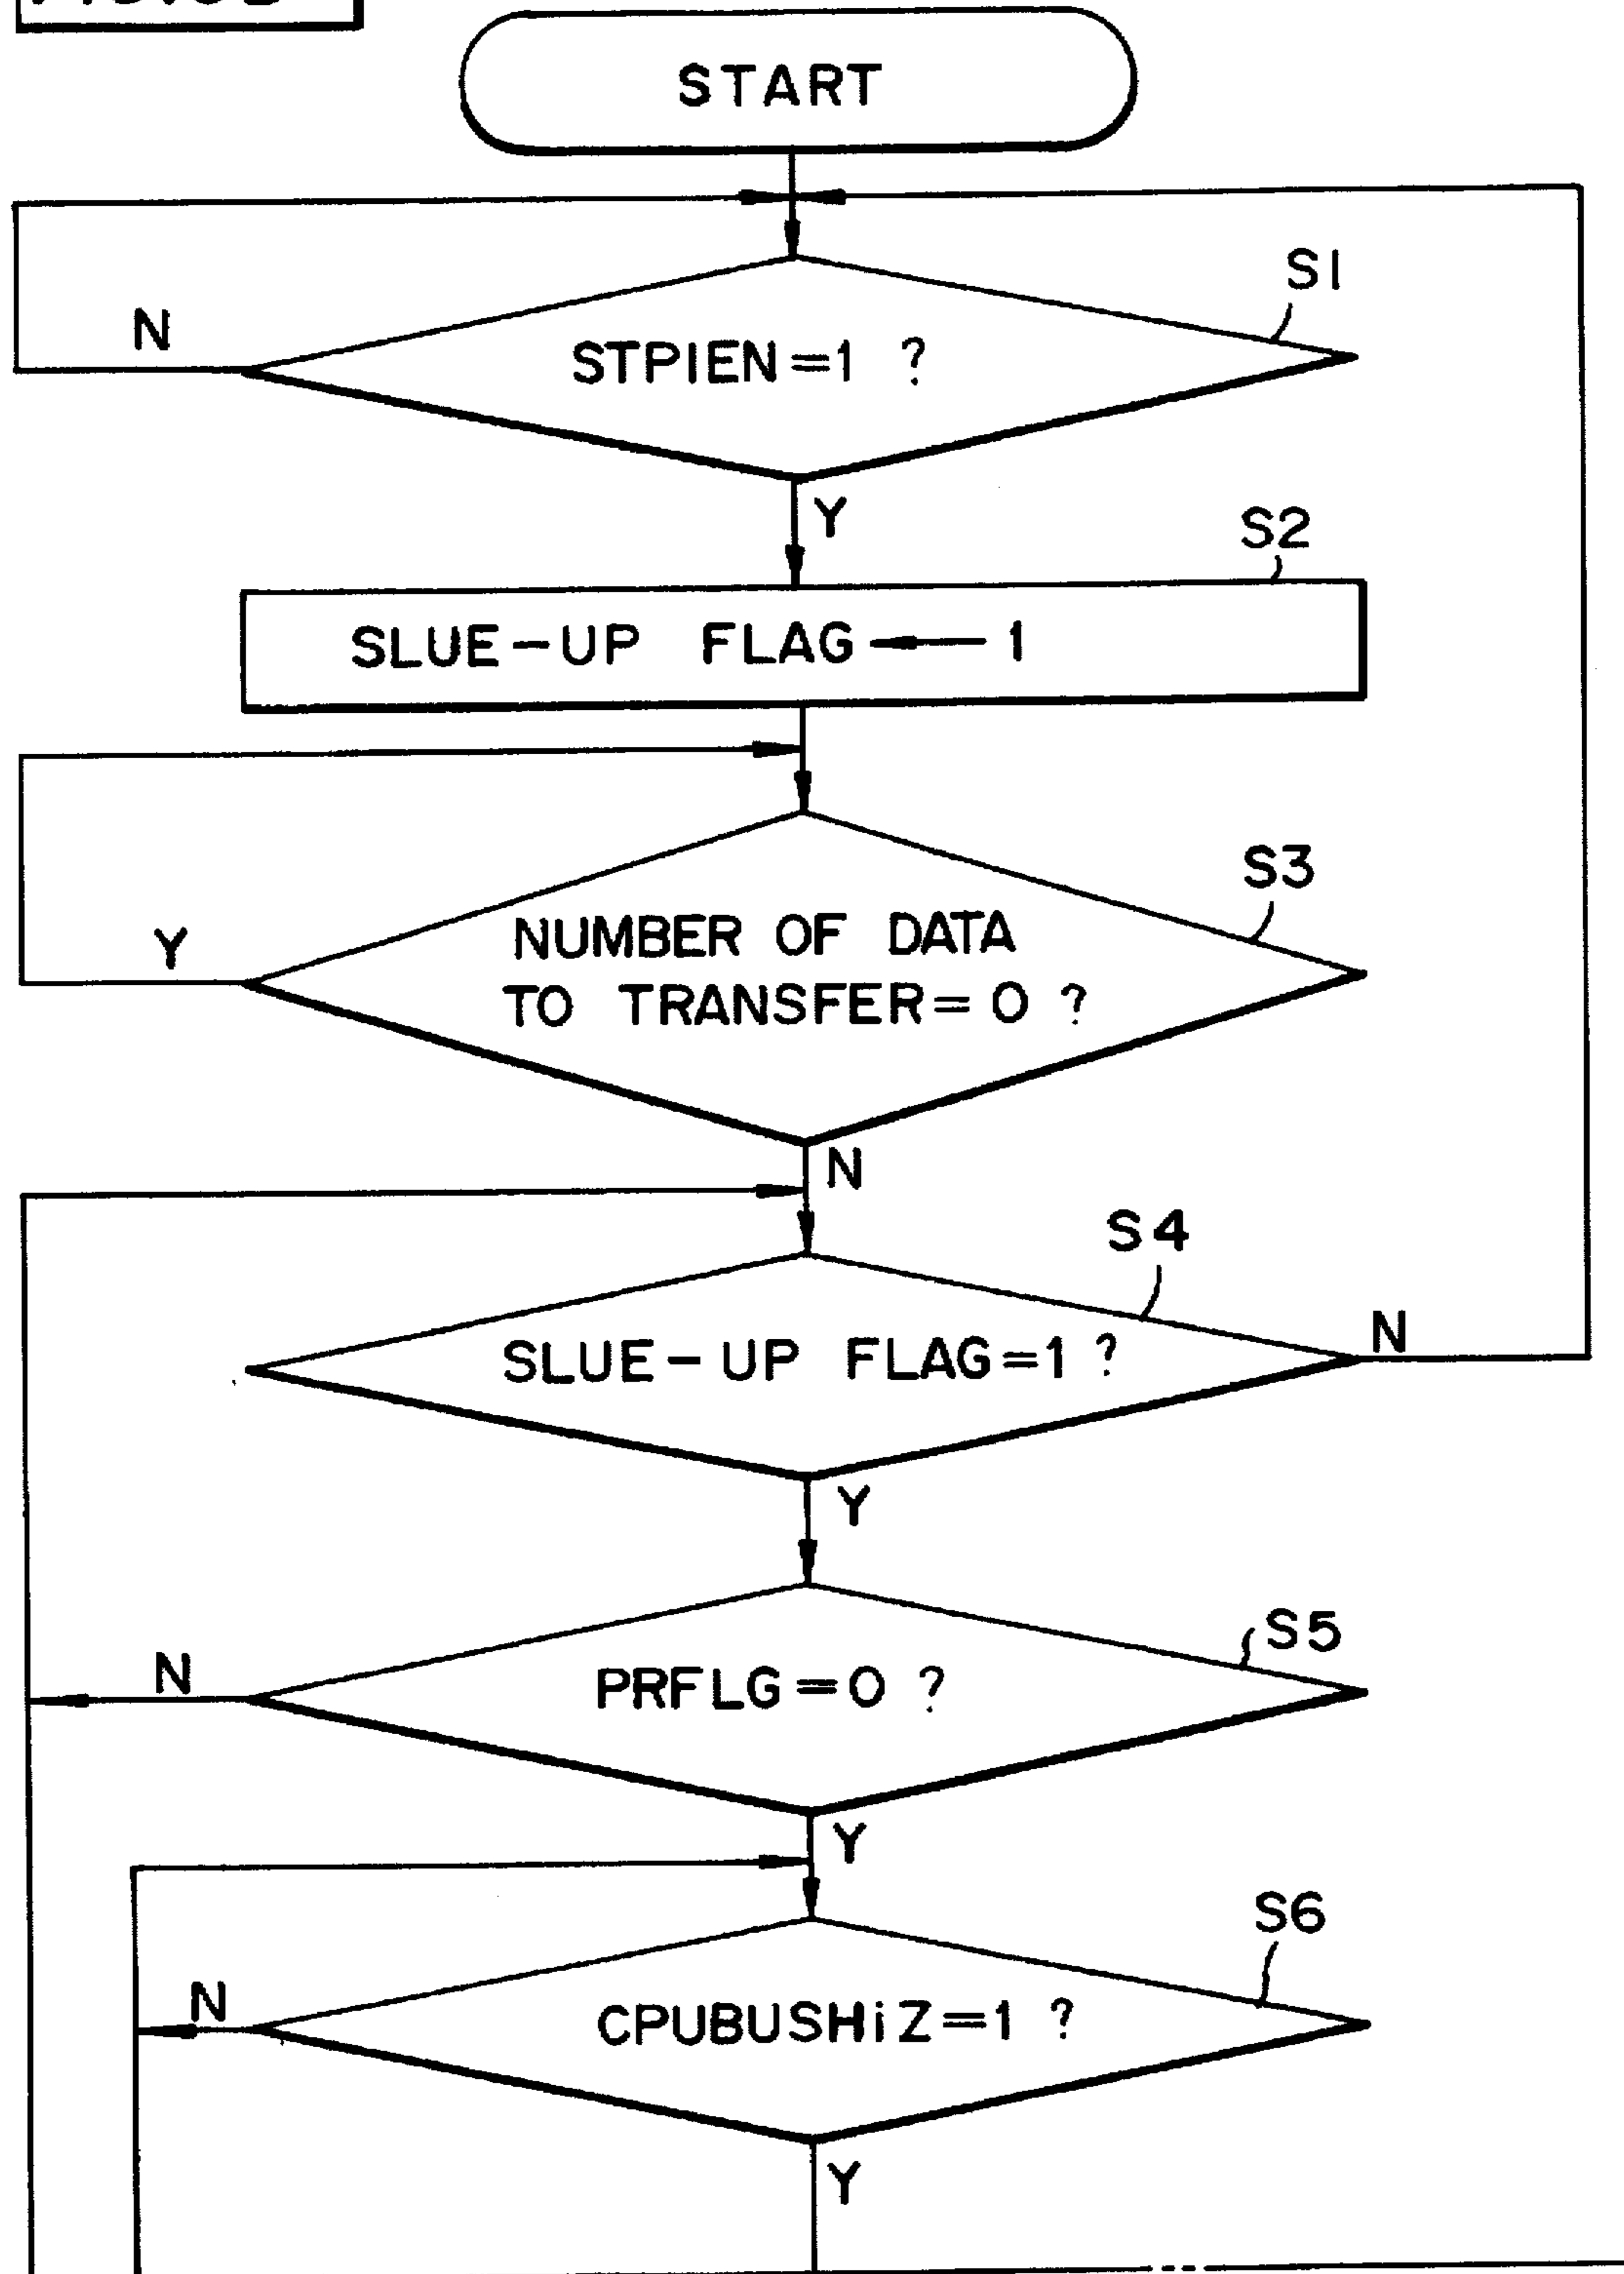 START
S1
N
STPIEN=1 ?
Y
S2
SLUE-UP FLAG ← 1
S3
Y
NUMBER OF DATA
TO TRANSFER=0 ?
N
S4
SLUE-UP FLAG=1 ?
N
Y
S5
N
PRFLG=0 ?
Y
S6
N
CPUBUSHiZ=1 ?
Y